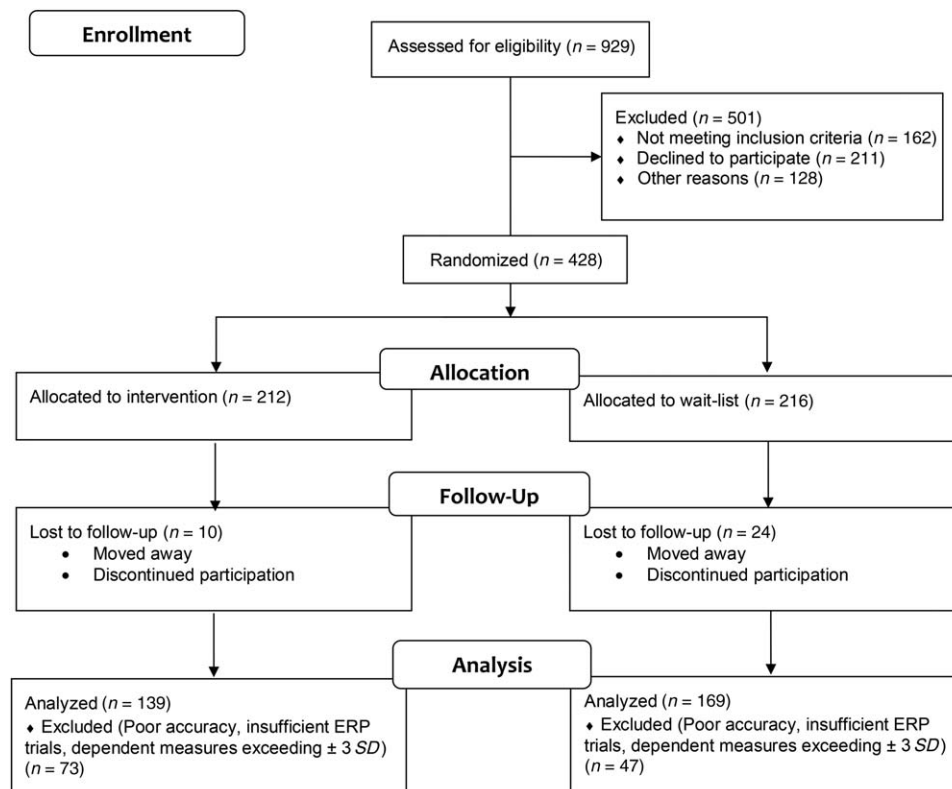 Enrollment
Assessed for eligibility (n = 929)
Excluded (n = 501)
♦ Not meeting inclusion criteria (n = 162)
♦ Declined to participate (n = 211)
♦ Other reasons (n = 128)
Randomized (n = 428)
Allocation
Allocated to intervention (n = 212)
Allocated to wait-list (n = 216)
Follow-Up
Lost to follow-up (n = 10)
• Moved away
• Discontinued participation
Lost to follow-up (n = 24)
• Moved away
• Discontinued participation
Analysis
Analyzed (n = 139)
♦ Excluded (Poor accuracy, insufficient ERP
trials, dependent measures exceeding ± 3 SD)
(n = 73)
Analyzed (n = 169)
♦ Excluded (Poor accuracy, insufficient ERP
trials, dependent measures exceeding ± 3 SD)
(n = 47)